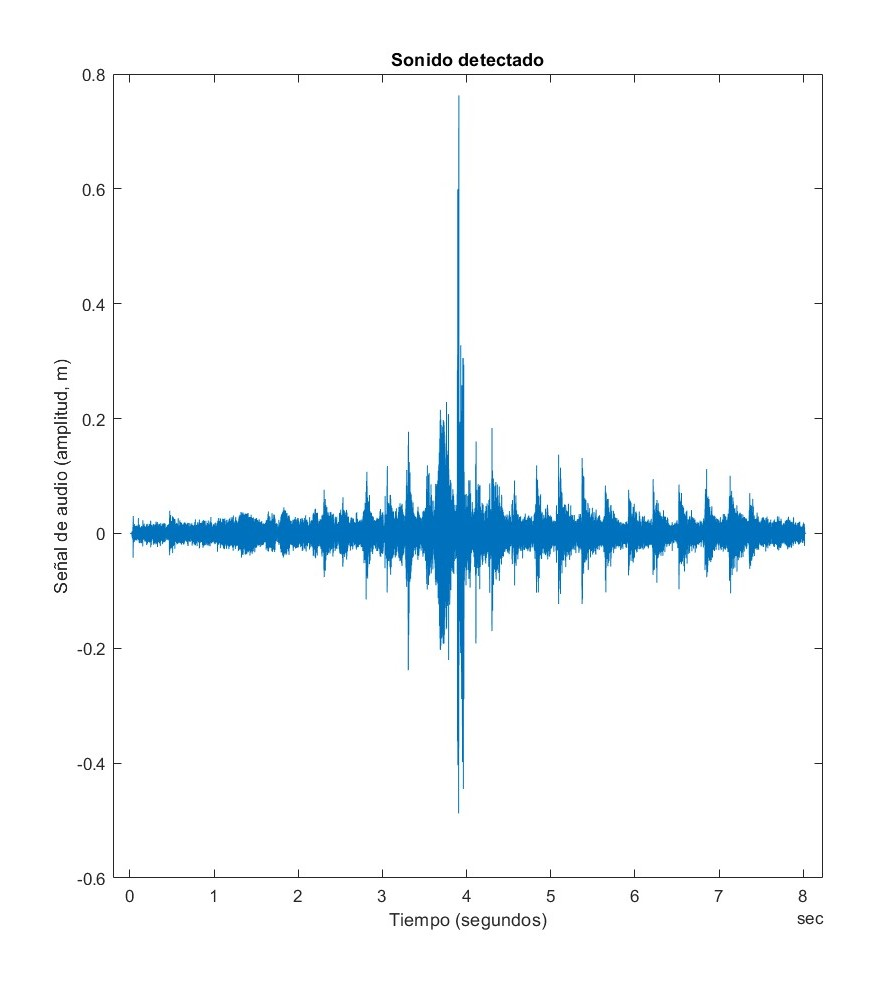 Sonido detectado
0.8
0.6
0.4
0.2
0
-0.2
-0.4
-0.6
Señal de audio (amplitud, m)
0 1 2 3 4 5 6 7 8
Tiempo (segundos)
sec